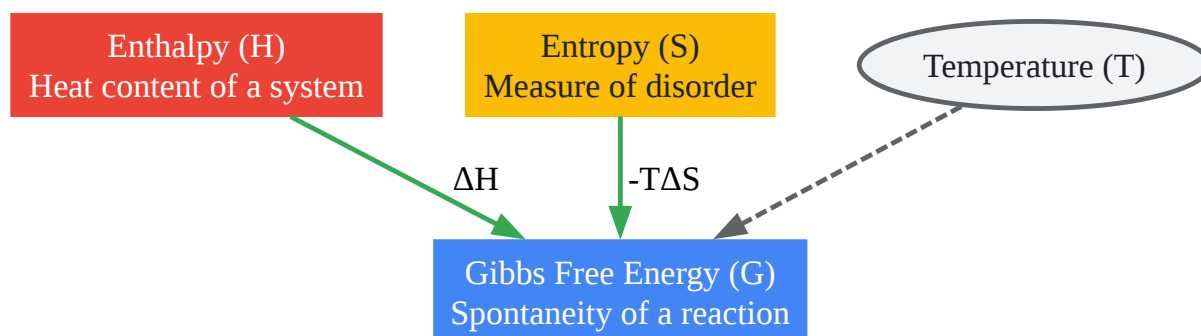 Enthalpy (H)
Heat content of a system
Entropy (S)
Measure of disorder
Temperature (T)
ΔH
-TΔS
Gibbs Free Energy (G)
Spontaneity of a reaction